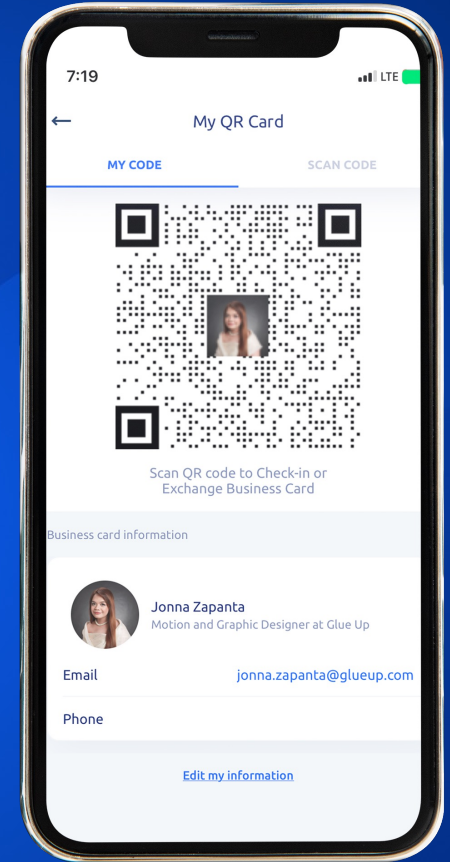 7:19
LTE
My QR Card
MY CODE
SCAN CODE
Scan QR code to Check-in or
Exchange Business Card
Business card information
Jonna Zapanta
Motion and Graphic Designer at Glue Up
Email
jonna.zapanta@glueup.com
Phone
Edit my information